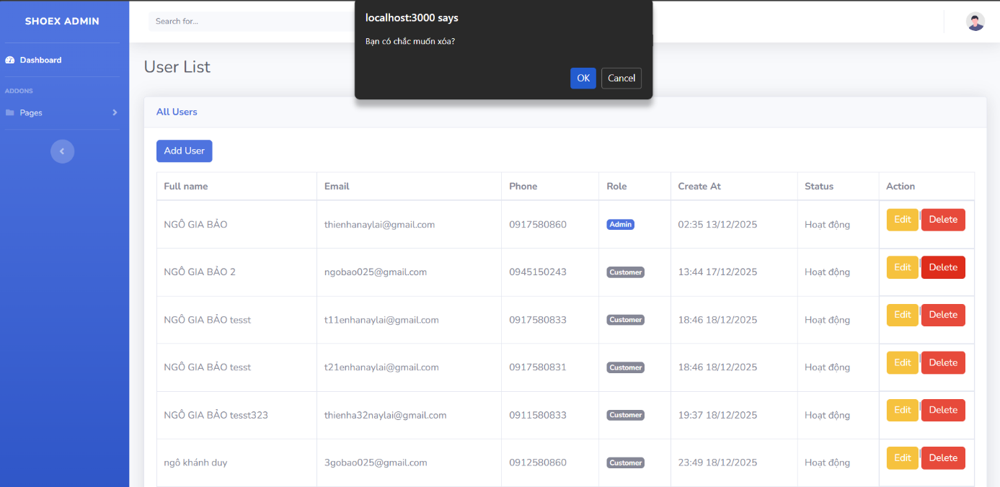 SHOEX ADMIN
Search for...
localhost:3000 says
Bạn có chắc muốn xóa?
OK Cancel
Dashboard
ADDONS
Pages
User List
All Users
Add User
Full name Email Phone Role Create At Status Action
NGÔ GIA BẢO thienhanaylai@gmail.com 0917580860 Admin 02:35 13/12/2025 Hoạt động Edit Delete
NGÔ GIA BẢO 2 ngobao025@gmail.com 0945150243 Customer 13:44 17/12/2025 Hoạt động Edit Delete
NGÔ GIA BẢO tesst t11enhanaylai@gmail.com 0917580833 Customer 18:46 18/12/2025 Hoạt động Edit Delete
NGÔ GIA BẢO tesst t21enhanaylai@gmail.com 0917580831 Customer 18:46 18/12/2025 Hoạt động Edit Delete
NGÔ GIA BẢO tesst323 thienha32naylai@gmail.com 0911580833 Customer 19:37 18/12/2025 Hoạt động Edit Delete
ngô khánh duy 3gobao025@gmail.com 0912580860 Customer 23:49 18/12/2025 Hoạt động Edit Delete